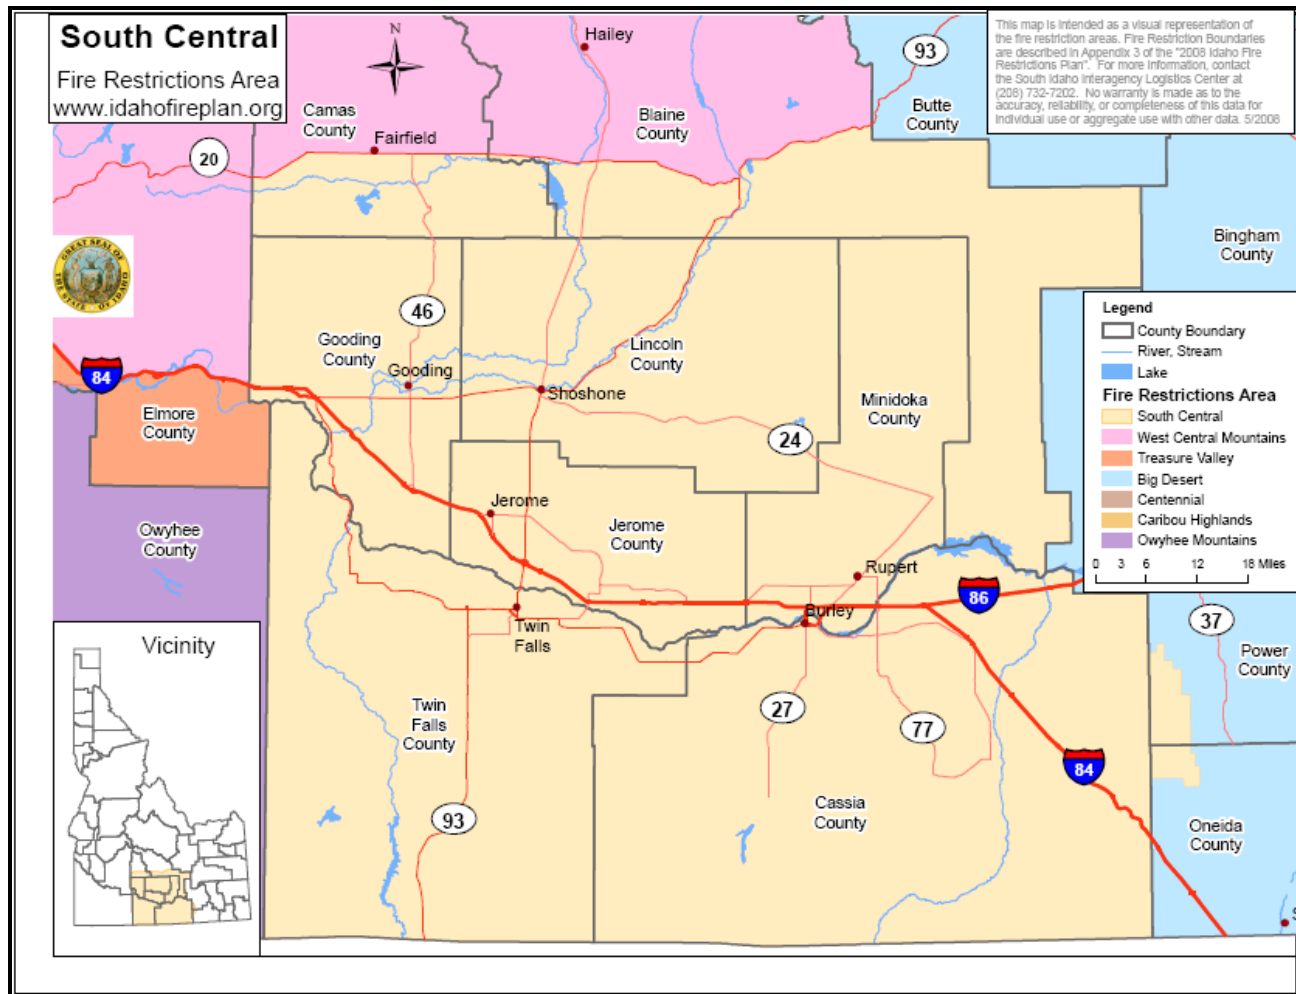 South Central
Fire Restrictions Area
www.idahofireplan.org
N
This map is intended as a visual representation of
the fire restriction areas. Fire Restriction Boundaries
are described in Appendix 3 of the "2008 Idaho Fire
Restrictions Plan". For more information, contact
the South Idaho Interagency Logistics Center at
(208) 732-7202. No warranty is made as to the
accuracy, reliability, or completeness of this data for
individual use or aggregate use with other data. 5/2008
Hailey
93
Camas
County
Blaine
County
Butte
County
Fairfield
20
Bingham
County
GREAT SEAL OF
THE STATE OF IDAHO
46
Gooding
County
Gooding
Lincoln
County
Shoshone
84
Elmore
County
Minidoka
County
24
Legend
County Boundary
River, Stream
Lake
Fire Restrictions Area
South Central
West Central Mountains
Treasure Valley
Big Desert
Centennial
Caribou Highlands
Owyhee Mountains
0 3 6 12 18 Miles
Jerome
Jerome
County
Owyhee
County
Rupert
86
Burley
Twin
Falls
37
Power
County
Vicinity
Twin
Falls
County
27
77
84
93
Cassia
County
Oneida
County
S